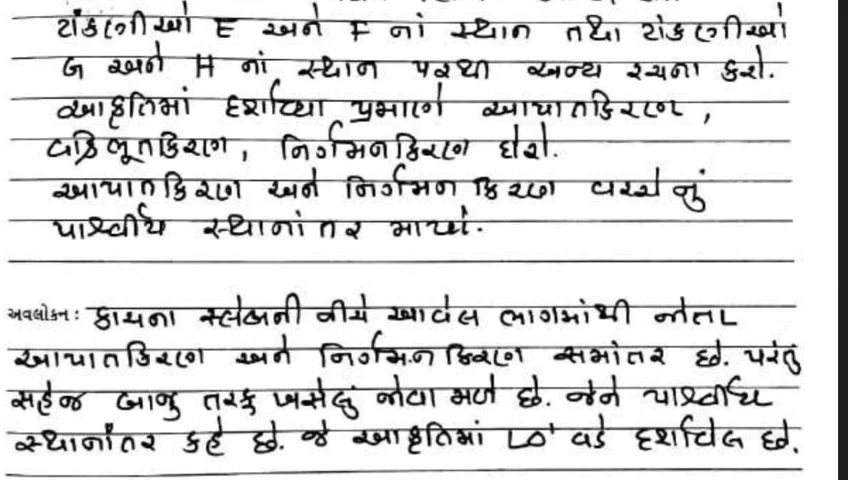 ટાંકણીઓ E અને F નાં સ્થાન તથા ટાંકણીઓ
G અને H નાં સ્થાન પરથી અન્ય રચના કરો.
આકૃતિમાં દર્શાવ્યા પ્રમાણે આપાતકિરણ,
વક્રિભૂતકિરણ, નિર્ગમનકિરણ દોરો.
આપાતકિરણ અને નિર્ગમન કિરણ વચ્ચેનું
પાર્શ્વીય સ્થાનાંતર માપો.
અવલોકન: કાચના સ્લેબની નીચે આવેલ ભાગમાંથી જોતા
આપાતકિરણ અને નિર્ગમન કિરણ સમાંતર છે. પરંતુ
સહેજ બાજુ તરફ ખસેલું જોવા મળે છે. જેને પાર્શ્વીય
સ્થાનાંતર કહે છે. જે આકૃતિમાં LO' વડે દર્શાવેલ છે.